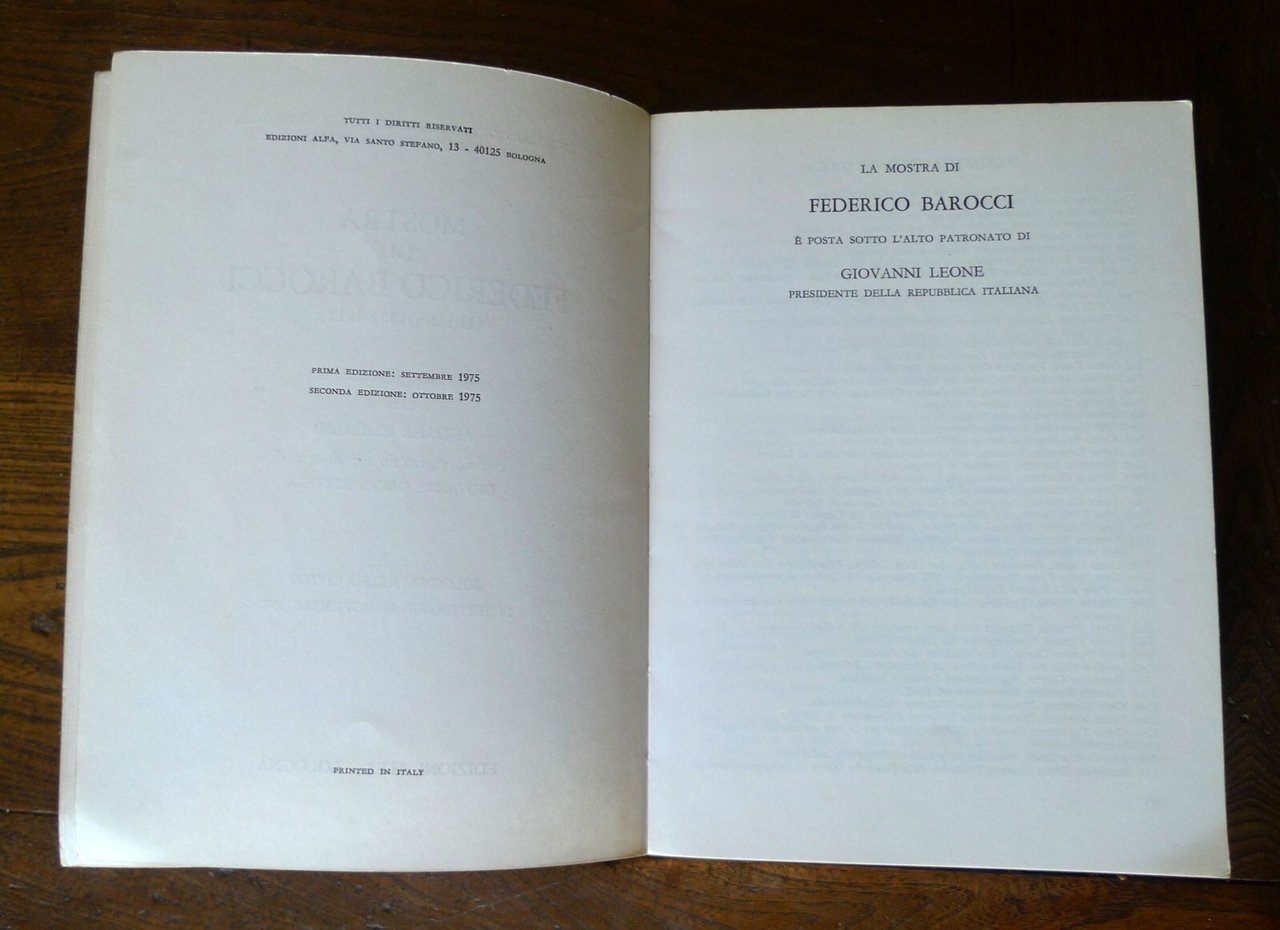 TUTTI I DIRITTI RISERVATI
EDIZIONI ALFA, VIA SANTO STEFANO, 13 - 40125 BOLOGNA
PRIMA EDIZIONE: SETTEMBRE 1975
SECONDA EDIZIONE: OTTOBRE 1975
PRINTED IN ITALY
LA MOSTRA DI
FEDERICO BAROCCI
È POSTA SOTTO L'ALTO PATRONATO DI
GIOVANNI LEONE
PRESIDENTE DELLA REPUBBLICA ITALIANA